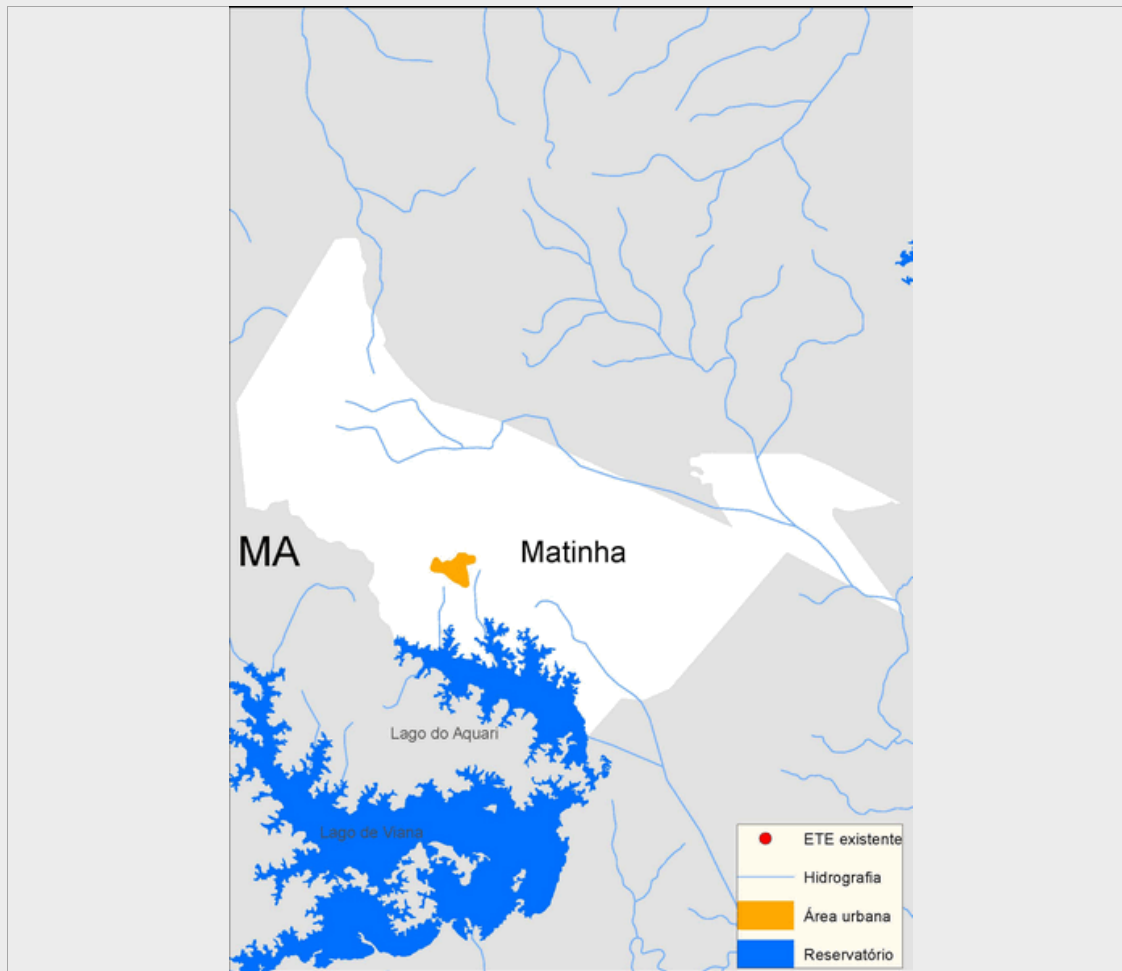 MA
Matinha
Lago do Aquari
Lago de Viana
ETE existente
Hidrografia
Área urbana
Reservatório